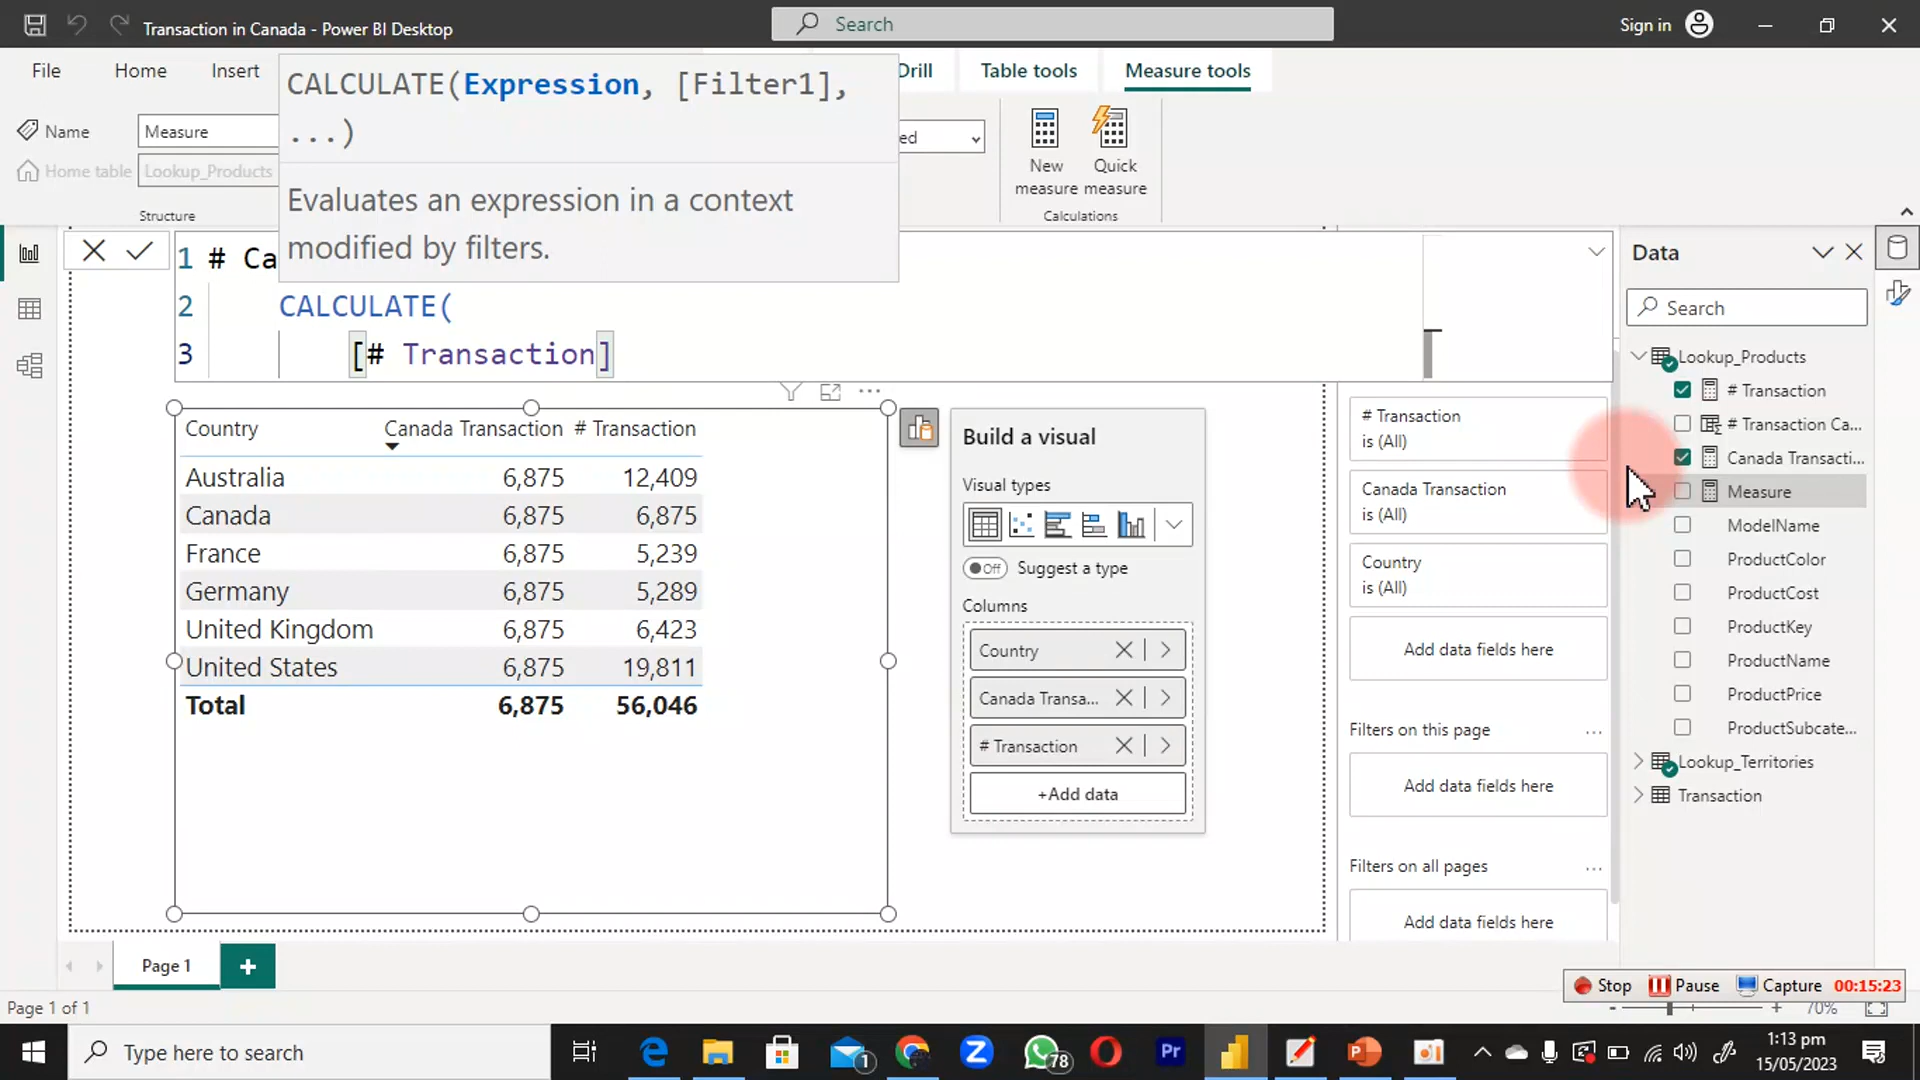 Transaction in Canada - Power BI Desktop
Search
Sign in
File
Home
Insert
Drill
Table tools
Measure tools
CALCULATE(Expression, [Filter1],
...)
Evaluates an expression in a context
modified by filters.
Name
Measure
Home table
Lookup_Products
Structure
ed
New
measure
Quick
measure
Calculations
1 # Ca
2 CALCULATE(
3 [# Transaction]
Country Canada Transaction # Transaction
Australia 6,875 12,409
Canada 6,875 6,875
France 6,875 5,239
Germany 6,875 5,289
United Kingdom 6,875 6,423
United States 6,875 19,811
Total 6,875 56,046
Build a visual
Visual types
Off Suggest a type
Columns
Country
Canada Transa...
# Transaction
+Add data
# Transaction
is (All)
Canada Transaction
is (All)
Country
is (All)
Add data fields here
Filters on this page ...
Add data fields here
Filters on all pages ...
Add data fields here
Data
Search
Lookup_Products
# Transaction
# Transaction Ca...
Canada Transacti...
Measure
ModelName
ProductColor
ProductCost
ProductKey
ProductName
ProductPrice
ProductSubcate...
Lookup_Territories
Transaction
Page 1
Page 1 of 1
Stop Pause Capture 00:15:23
70%
Type here to search
1
78
Pr
1:13 pm
15/05/2023